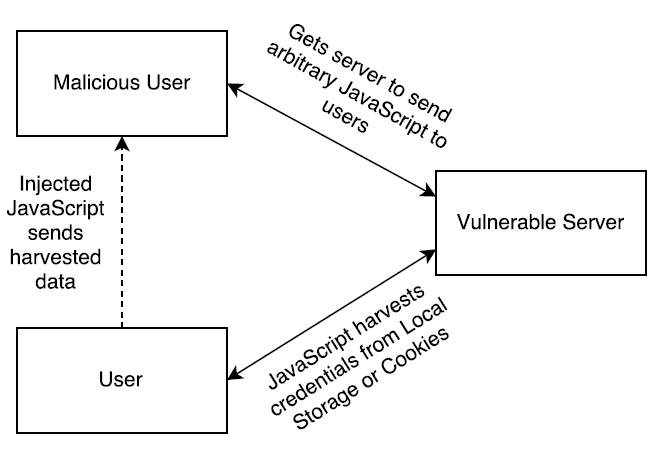 Malicious User
Gets server to send
arbitrary JavaScript to
users
Vulnerable Server
Injected
JavaScript
sends
harvested
data
JavaScript harvests
credentials from Local
Storage or Cookies
User